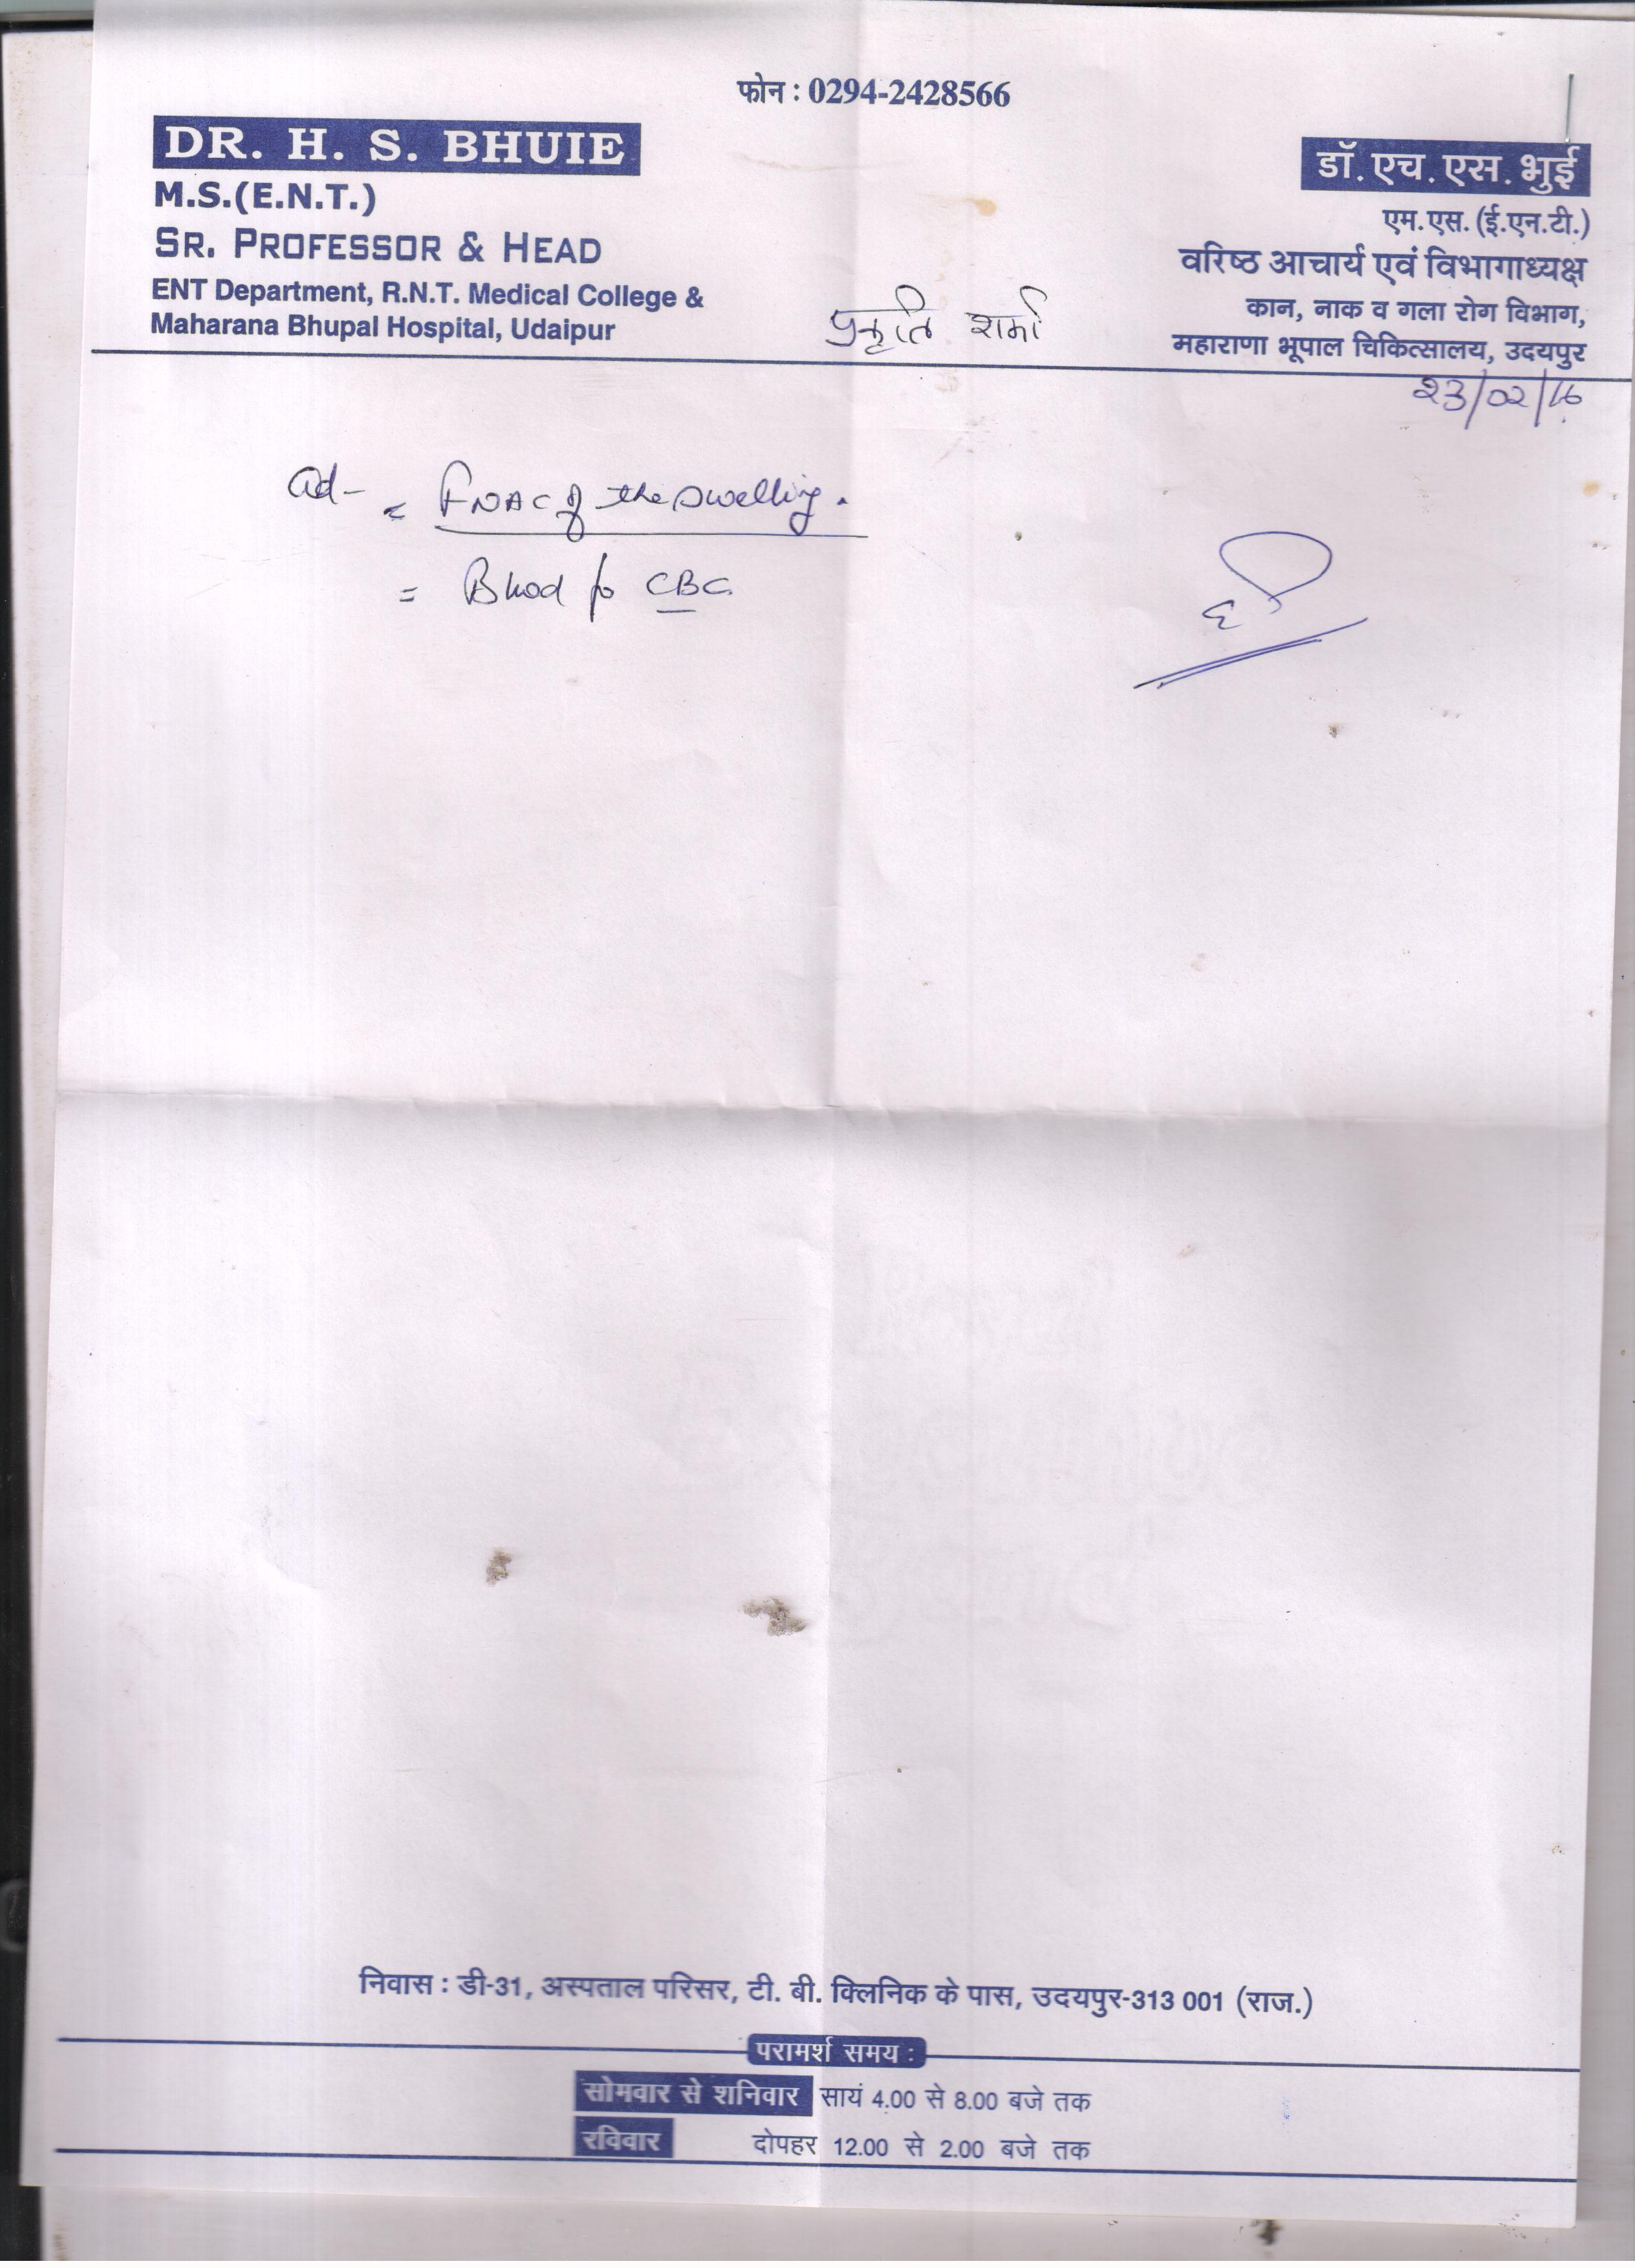 फोन : 0294-2428566
DR. H. S. BHUIE
M.S.(E.N.T.)
SR. PROFESSOR & HEAD
ENT Department, R.N.T. Medical College &
Maharana Bhupal Hospital, Udaipur
डॉ. एच. एस. भुई
एम.एस. (ई.एन.टी.)
वरिष्ठ आचार्य एवं विभागाध्यक्ष
कान, नाक व गला रोग विभाग,
महाराणा भूपाल चिकित्सालय, उदयपुर
प्रकृति शर्मा
23/02/16
Ad- = FNAC of the swelling.
= Blood for CBC
निवास : डी-31, अस्पताल परिसर, टी. बी. क्लिनिक के पास, उदयपुर-313 001 (राज.)
परामर्श समय :
सोमवार से शनिवार सायं 4.00 से 8.00 बजे तक
रविवार दोपहर 12.00 से 2.00 बजे तक